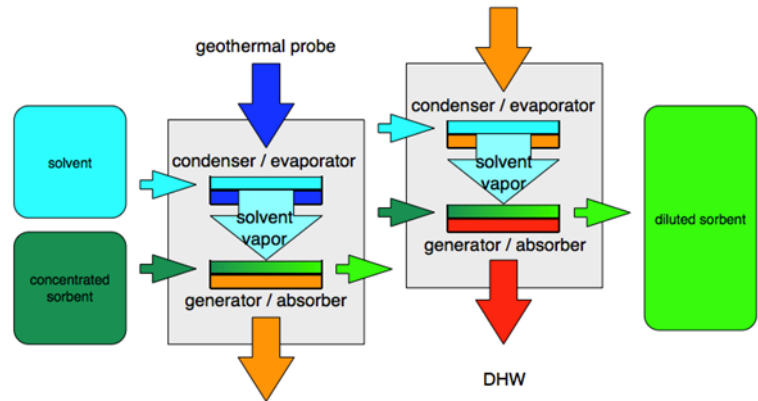 geothermal probe
condenser / evaporator
solvent
condenser / evaporator
solvent
vapor
solvent
vapor
diluted sorbent
generator / absorber
concentrated
sorbent
generator / absorber
DHW